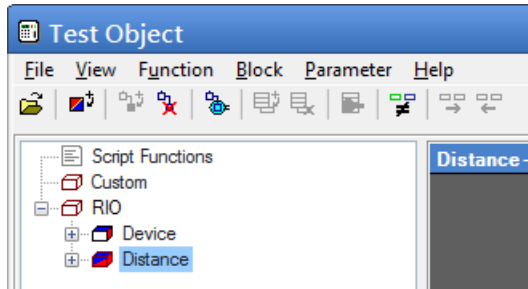 Test Object
File View Function Block Parameter Help
Script Functions
Distance-
Custom
RIO
Device
Distance